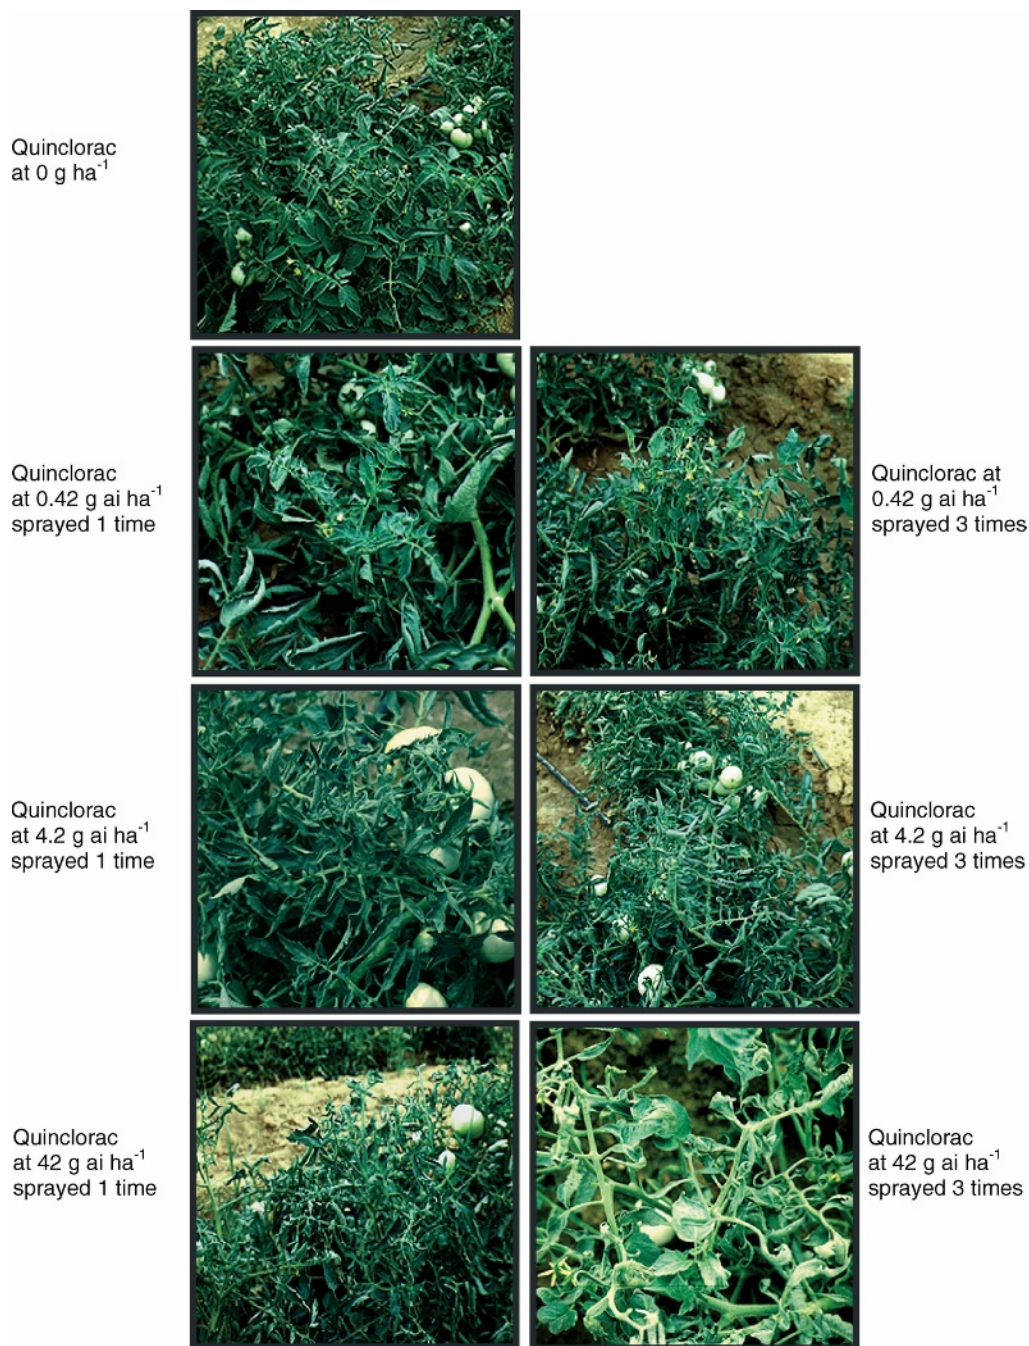 Quinclorac
at 0 g ha⁻¹
Quinclorac
at 0.42 g ai ha⁻¹
sprayed 1 time
Quinclorac at
0.42 g ai ha⁻¹
sprayed 3 times
Quinclorac
at 4.2 g ai ha⁻¹
sprayed 1 time
Quinclorac
at 4.2 g ai ha⁻¹
sprayed 3 times
Quinclorac
at 42 g ai ha⁻¹
sprayed 1 time
Quinclorac
at 42 g ai ha⁻¹
sprayed 3 times